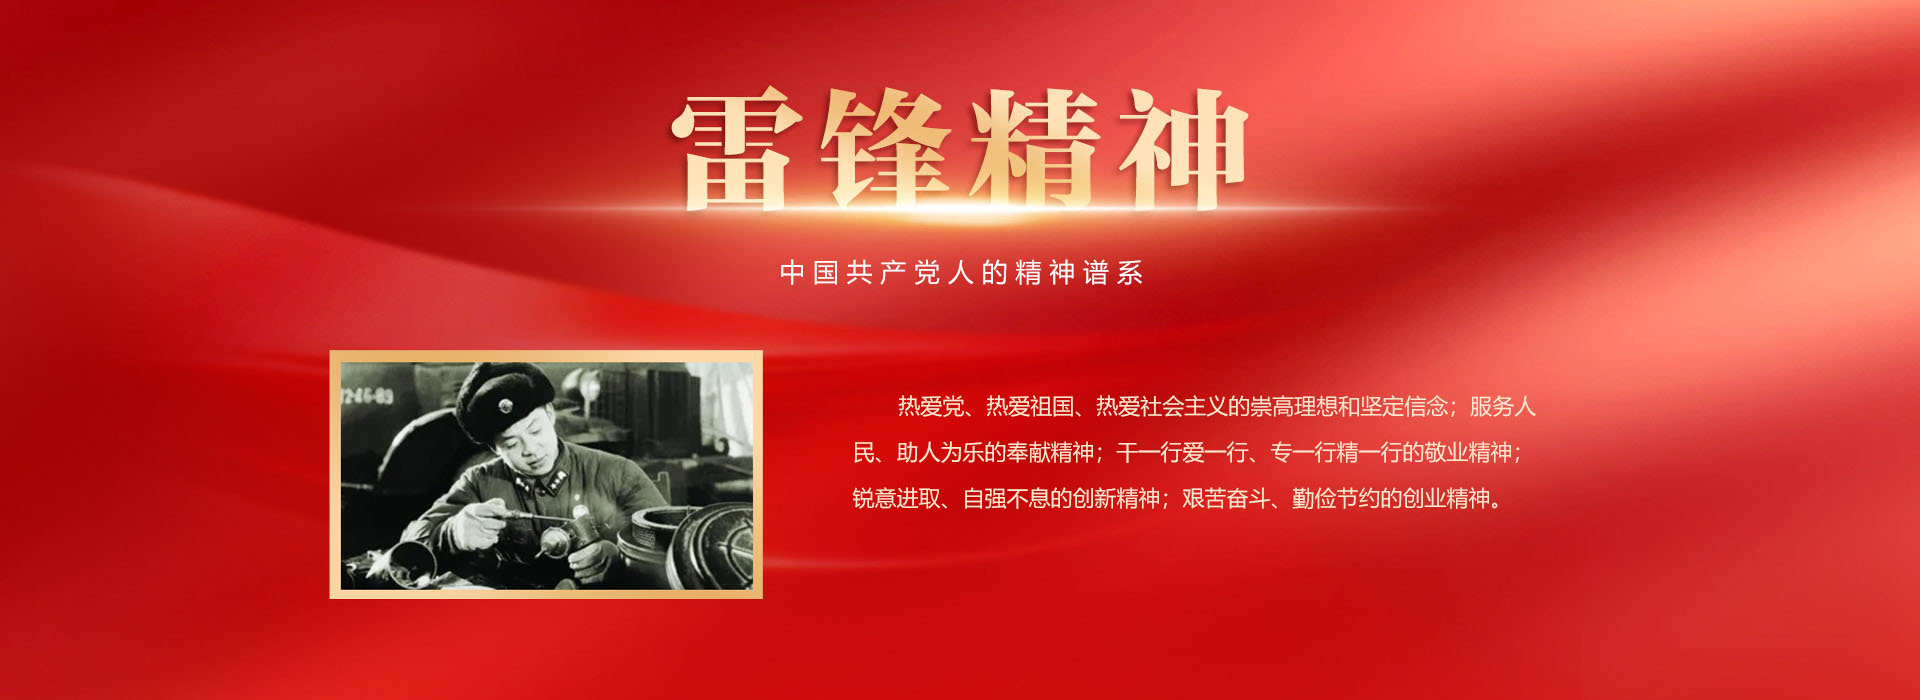 雷锋精神
中国共产党人的精神谱系
热爱党、热爱祖国、热爱社会主义的崇高理想和坚定信念；服务人
民、助人为乐的奉献精神；干一行爱一行、专一行精一行的敬业精神；
锐意进取、自强不息的创新精神；艰苦奋斗、勤俭节约的创业精神。